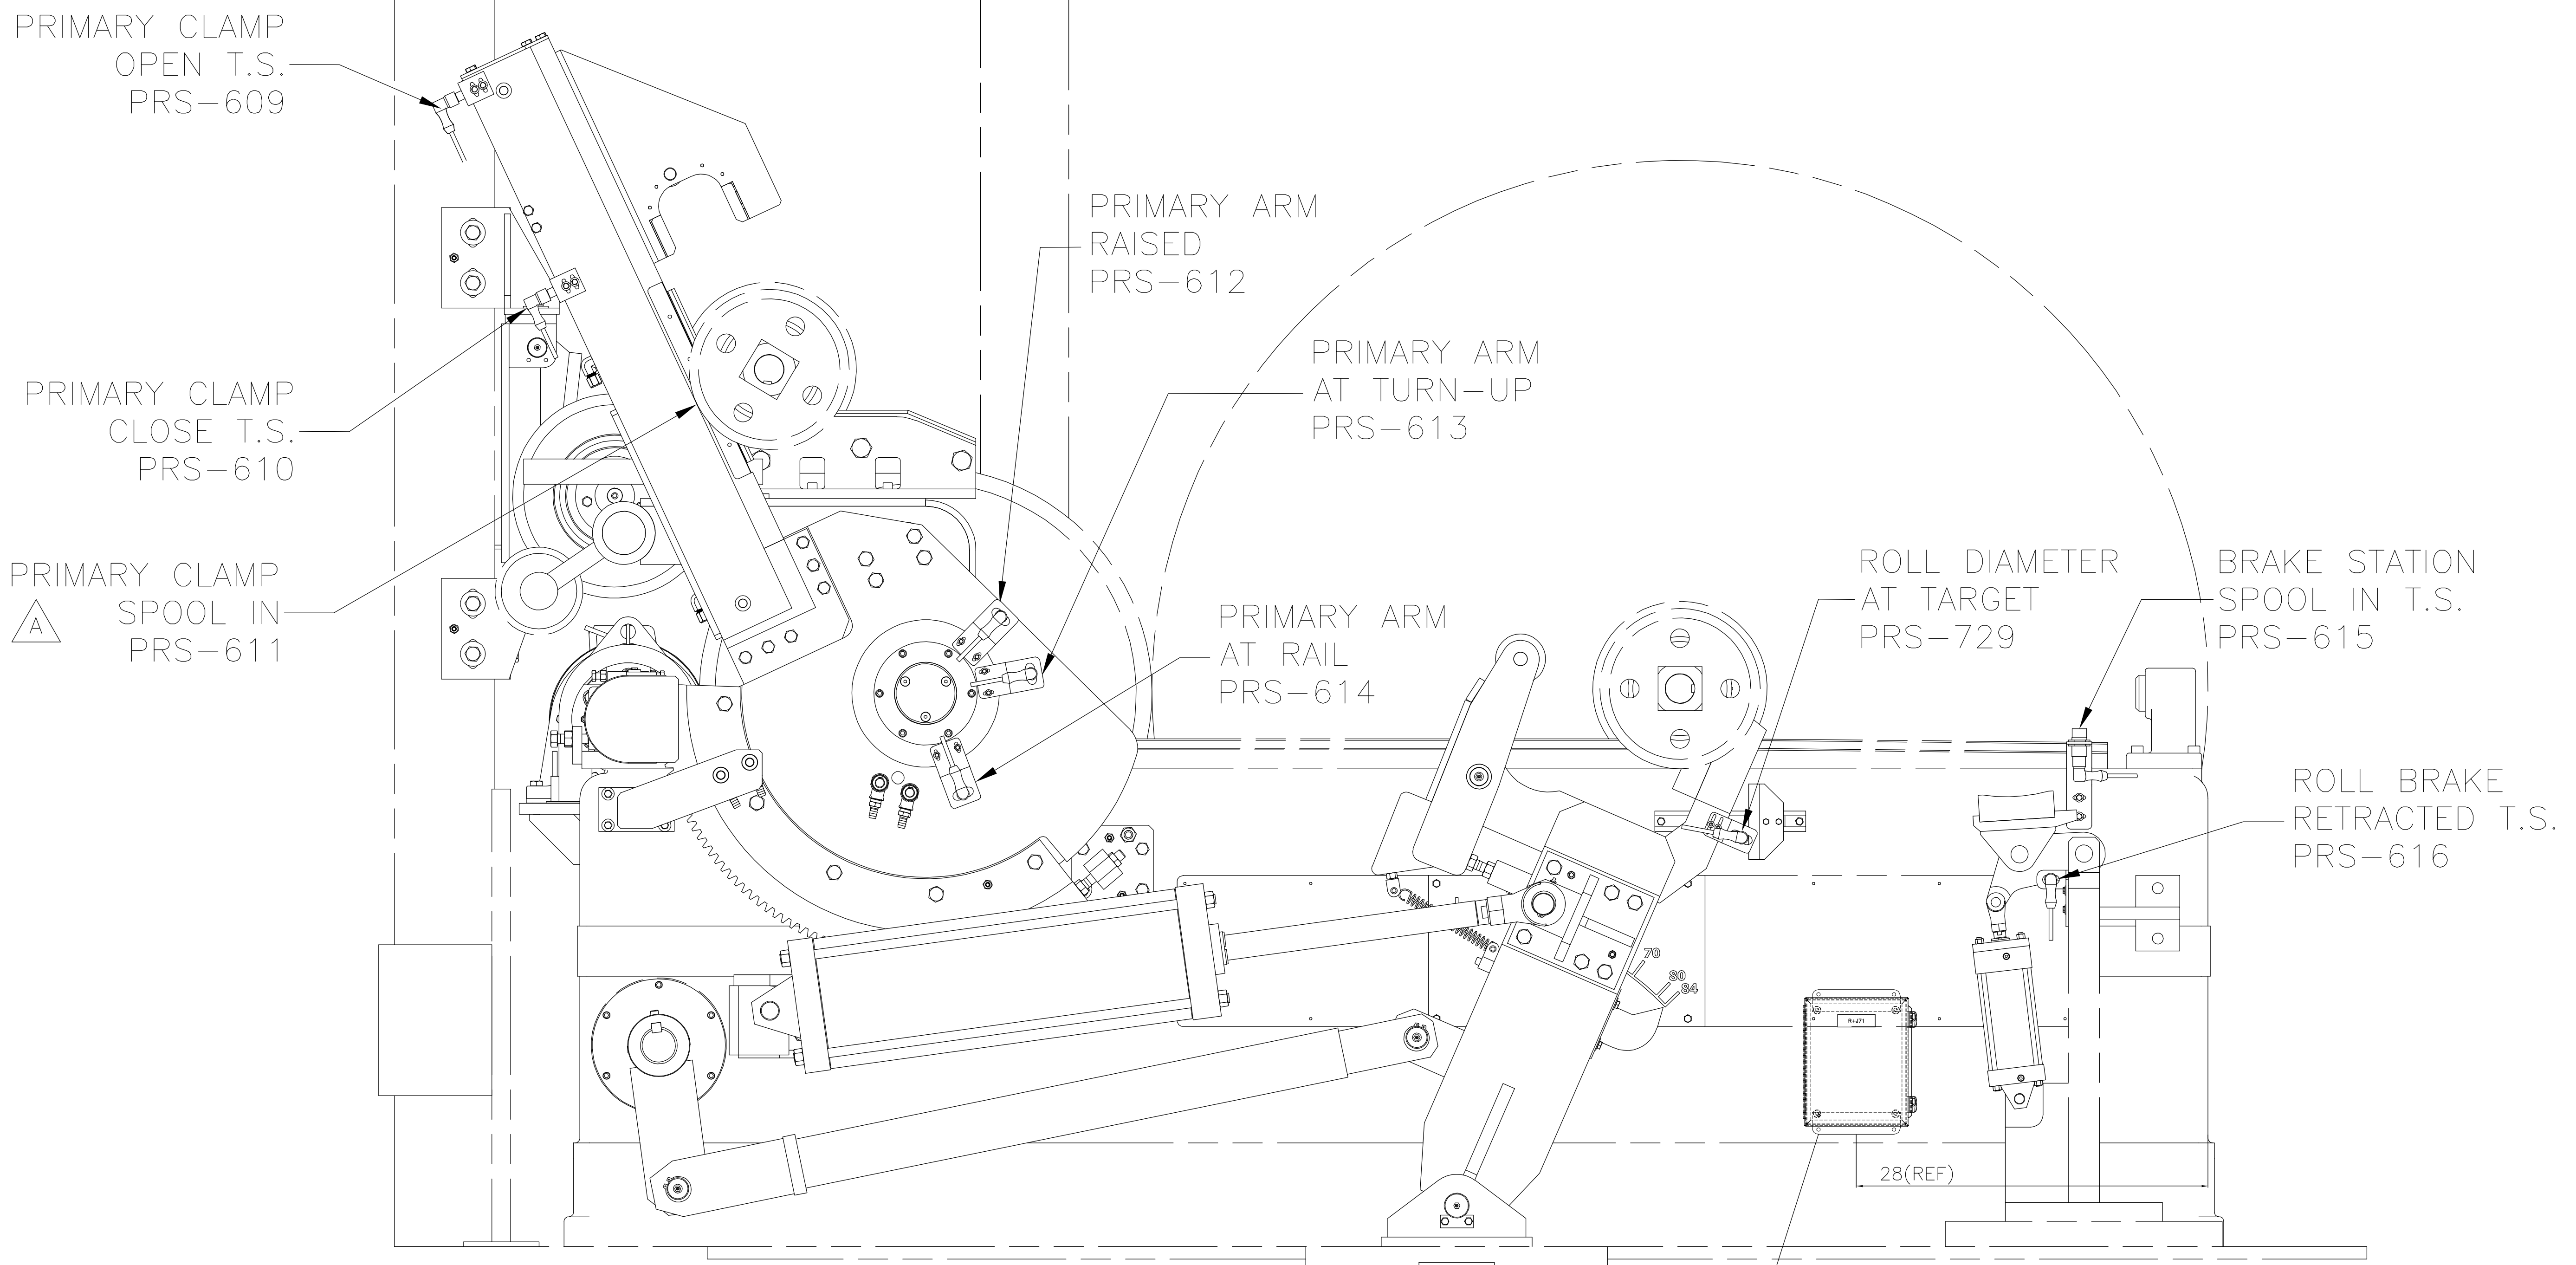 PRIMARY CLAMP
OPEN T.S.
PRS-609
PRIMARY ARM
RAISED
PRS-612
PRIMARY ARM
AT TURN-UP
PRS-613
PRIMARY CLAMP
CLOSE T.S.
PRS-610
PRIMARY CLAMP
SPOOL IN
PRS-611
A
PRIMARY ARM
AT RAIL
PRS-614
ROLL DIAMETER
AT TARGET
PRS-729
BRAKE STATION
SPOOL IN T.S.
PRS-615
ROLL BRAKE
RETRACTED T.S.
PRS-616
70
80
84
R+J71
28(REF)